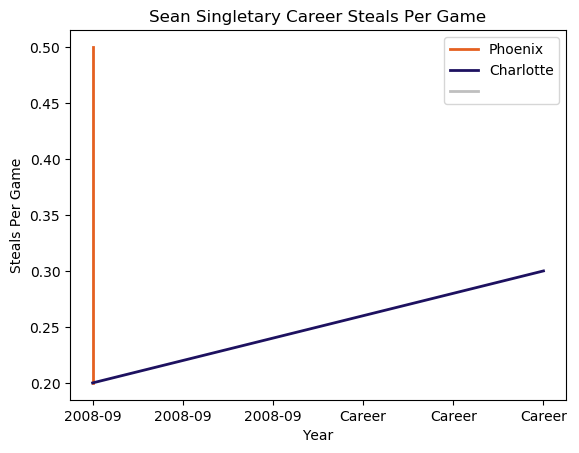 Sean Singletary Career Steals Per Game
Phoenix
Charlotte
0.50
0.45
0.40
0.35
0.30
0.25
0.20
Steals Per Game
2008-09 2008-09 2008-09 Career Career Career
Year